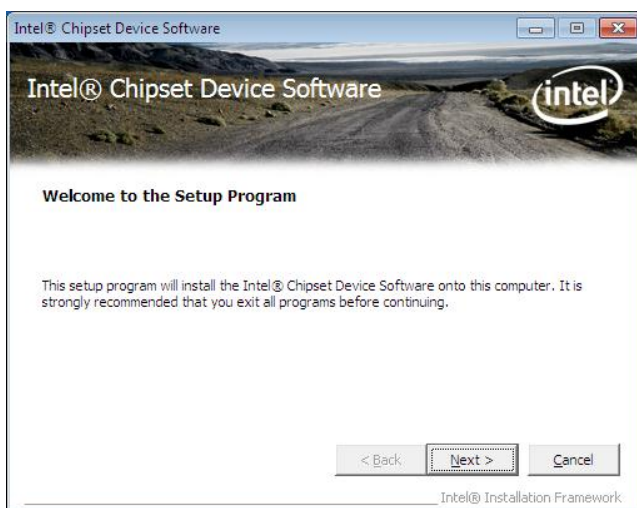 Intel® Chipset Device Software
Intel® Chipset Device Software
intel
Welcome to the Setup Program
This setup program will install the Intel® Chipset Device Software onto this computer. It is
strongly recommended that you exit all programs before continuing.
< Back
Next >
Cancel
Intel® Installation Framework